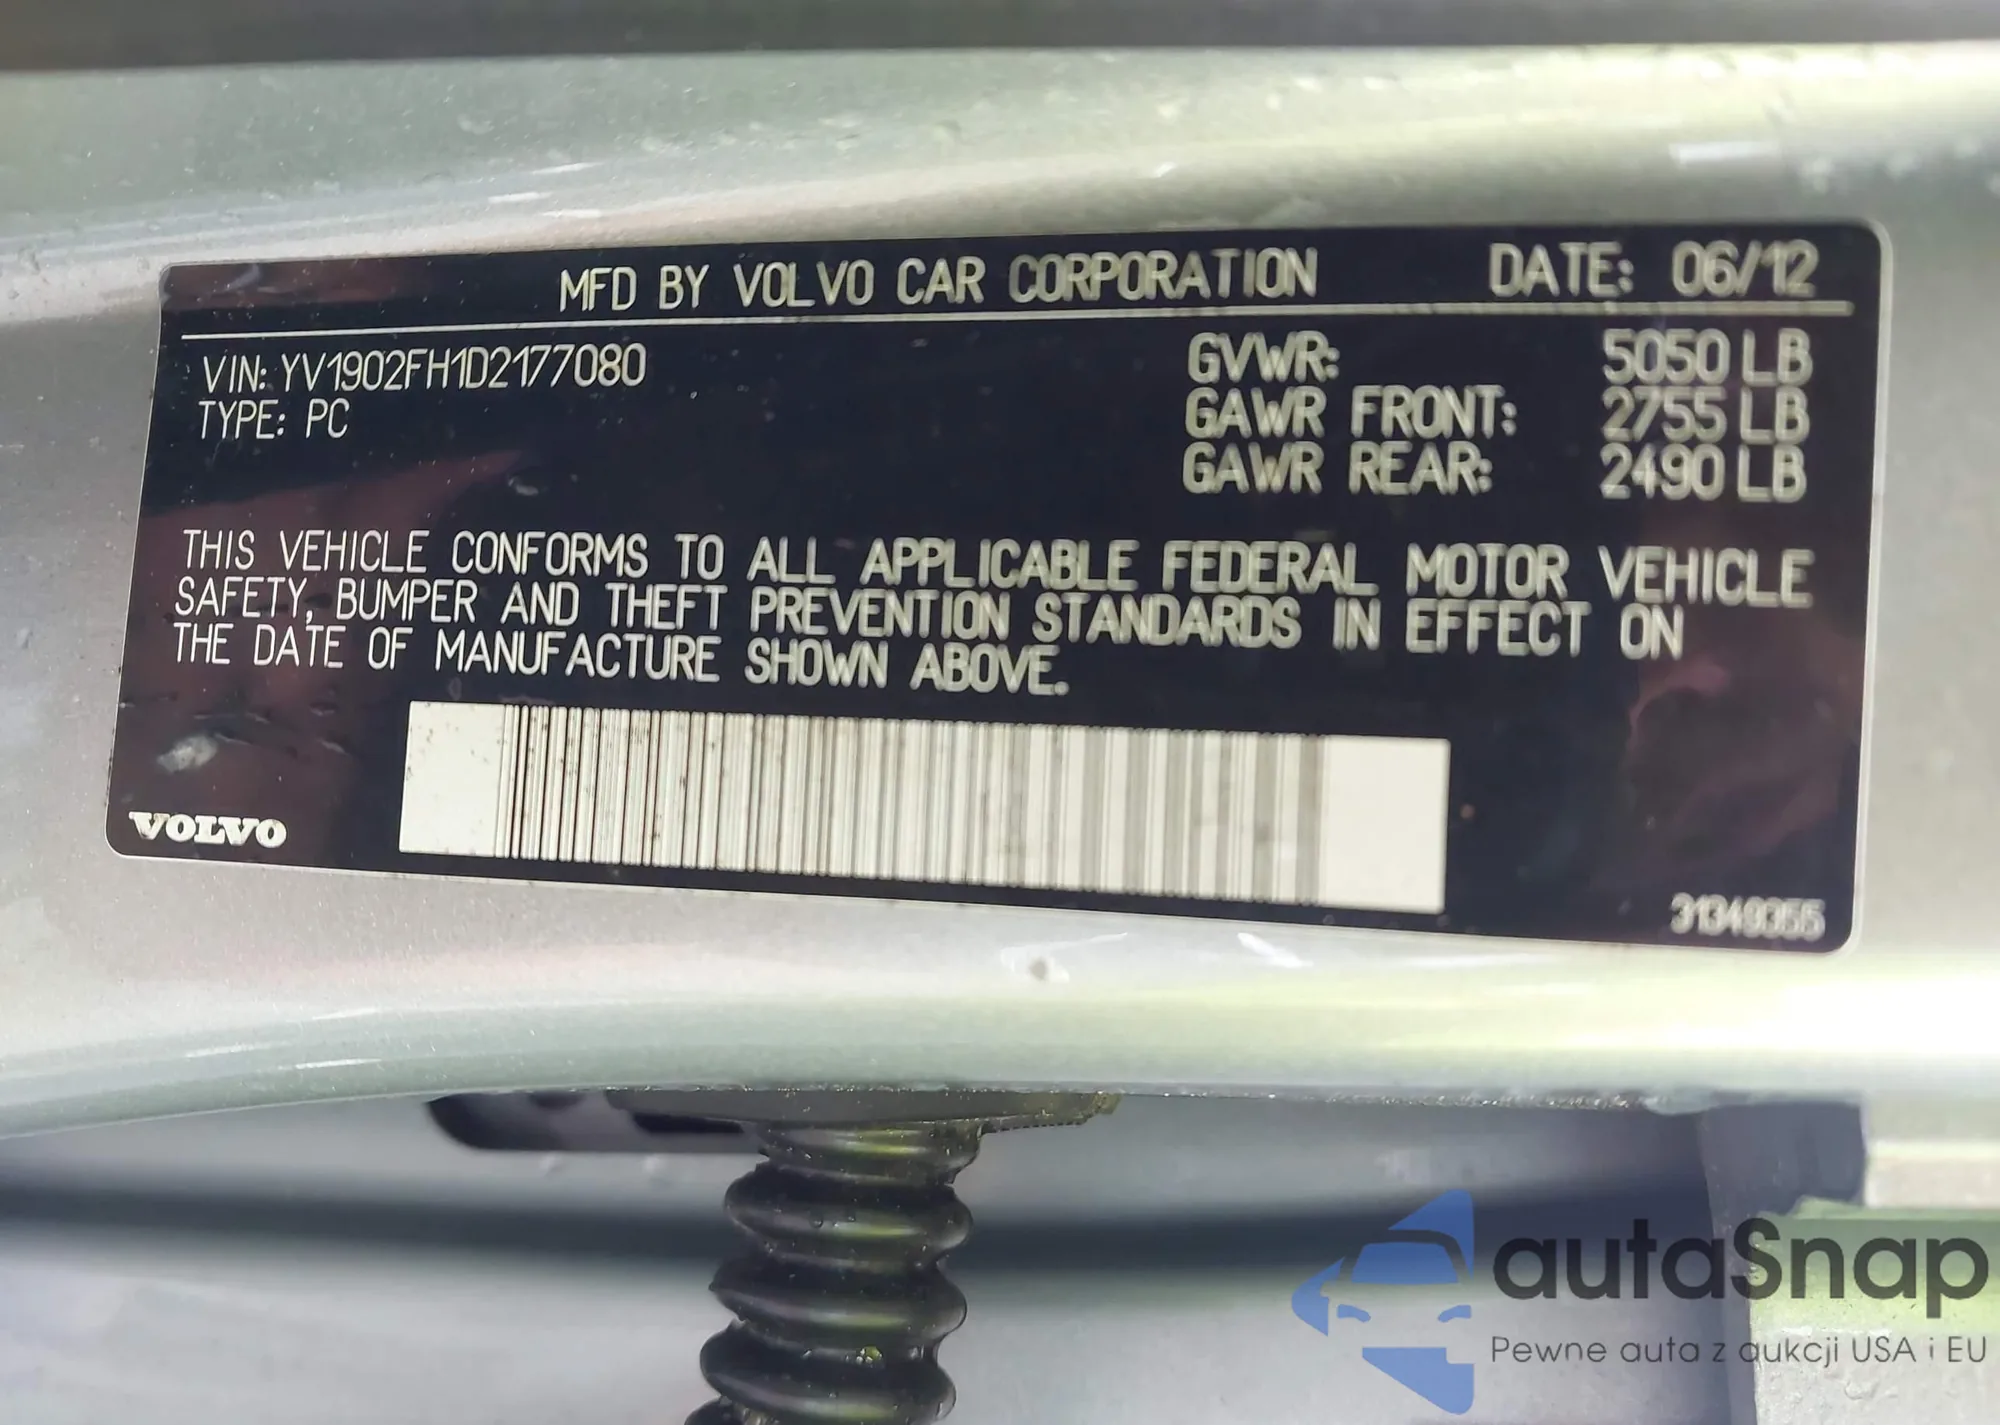 MFD BY VOLVO CAR CORPORATION DATE: 06/12
VIN: YV1902FH1D2177080
TYPE: PC
GVWR: 5050 LB
GAWR FRONT: 2755 LB
GAWR REAR: 2490 LB
THIS VEHICLE CONFORMS TO ALL APPLICABLE FEDERAL MOTOR VEHICLE
SAFETY, BUMPER AND THEFT PREVENTION STANDARDS IN EFFECT ON
THE DATE OF MANUFACTURE SHOWN ABOVE.
VOLVO
31349355
autaSnap
Pewne auta z aukcji USA i EU